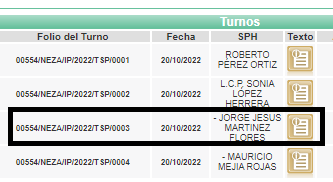 Turnos
Folio del Turno Fecha SPH Texto
00554/NEZA/IP/2022/TSP/0001 20/10/2022 ROBERTO PÉREZ ORTIZ
00554/NEZA/IP/2022/TSP/0002 20/10/2022 L.C.P. SONIA LÓPEZ HERRERA
00554/NEZA/IP/2022/TSP/0003 20/10/2022 - JORGE JESUS MARTINEZ FLORES
00554/NEZA/IP/2022/TSP/0004 20/10/2022 - MAURICIO MEJIA ROJAS